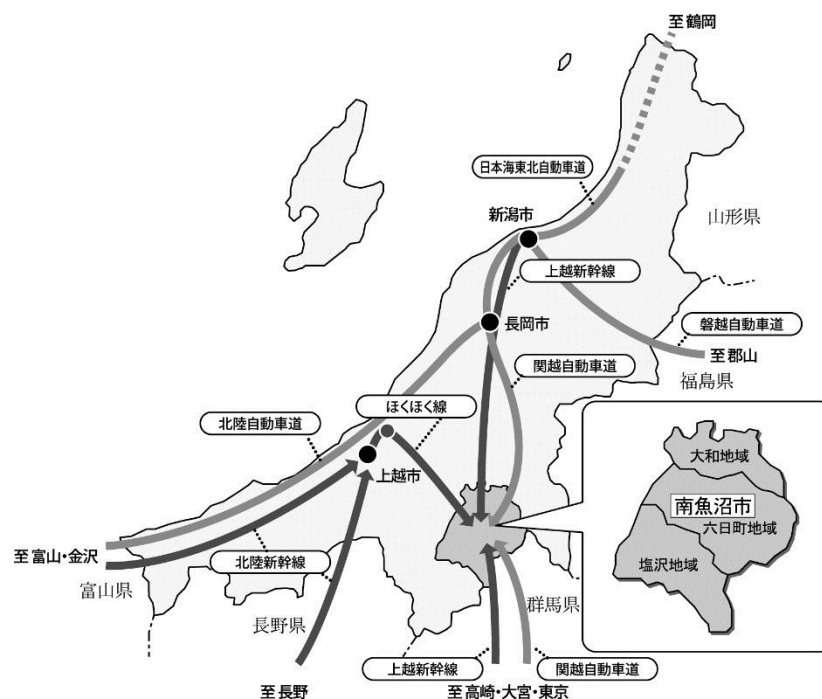 至鶴岡
日本海東北自動車道
新潟市
山形県
上越新幹線
長岡市
磐越自動車道
至郡山
関越自動車道
福島県
ほくほく線
北陸自動車道
上越市
大和地域
南魚沼市
六日町地域
塩沢地域
至富山・金沢
富山県
北陸新幹線
長野県
群馬県
上越新幹線
関越自動車道
至長野
至高崎・大宮・東京